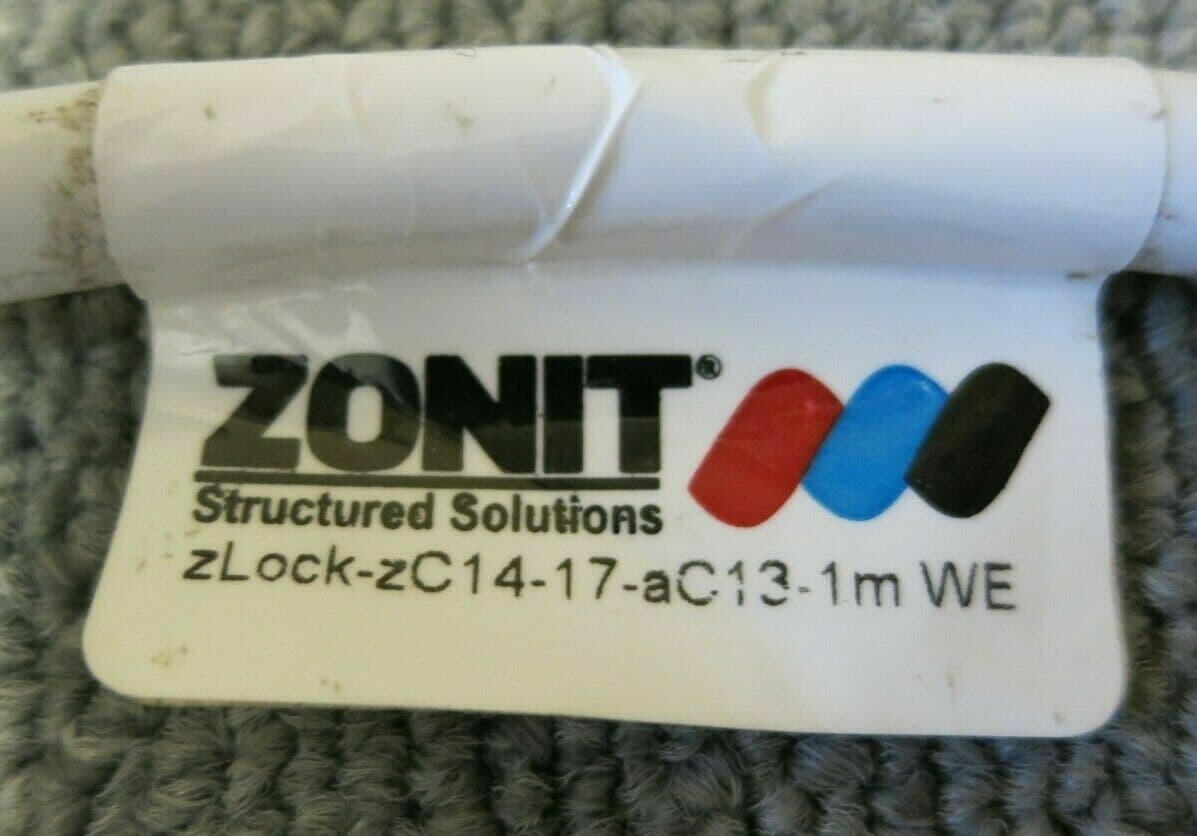 ZONIT®
Structured Solutions
zLock-zC14-17-aC13-1m WE